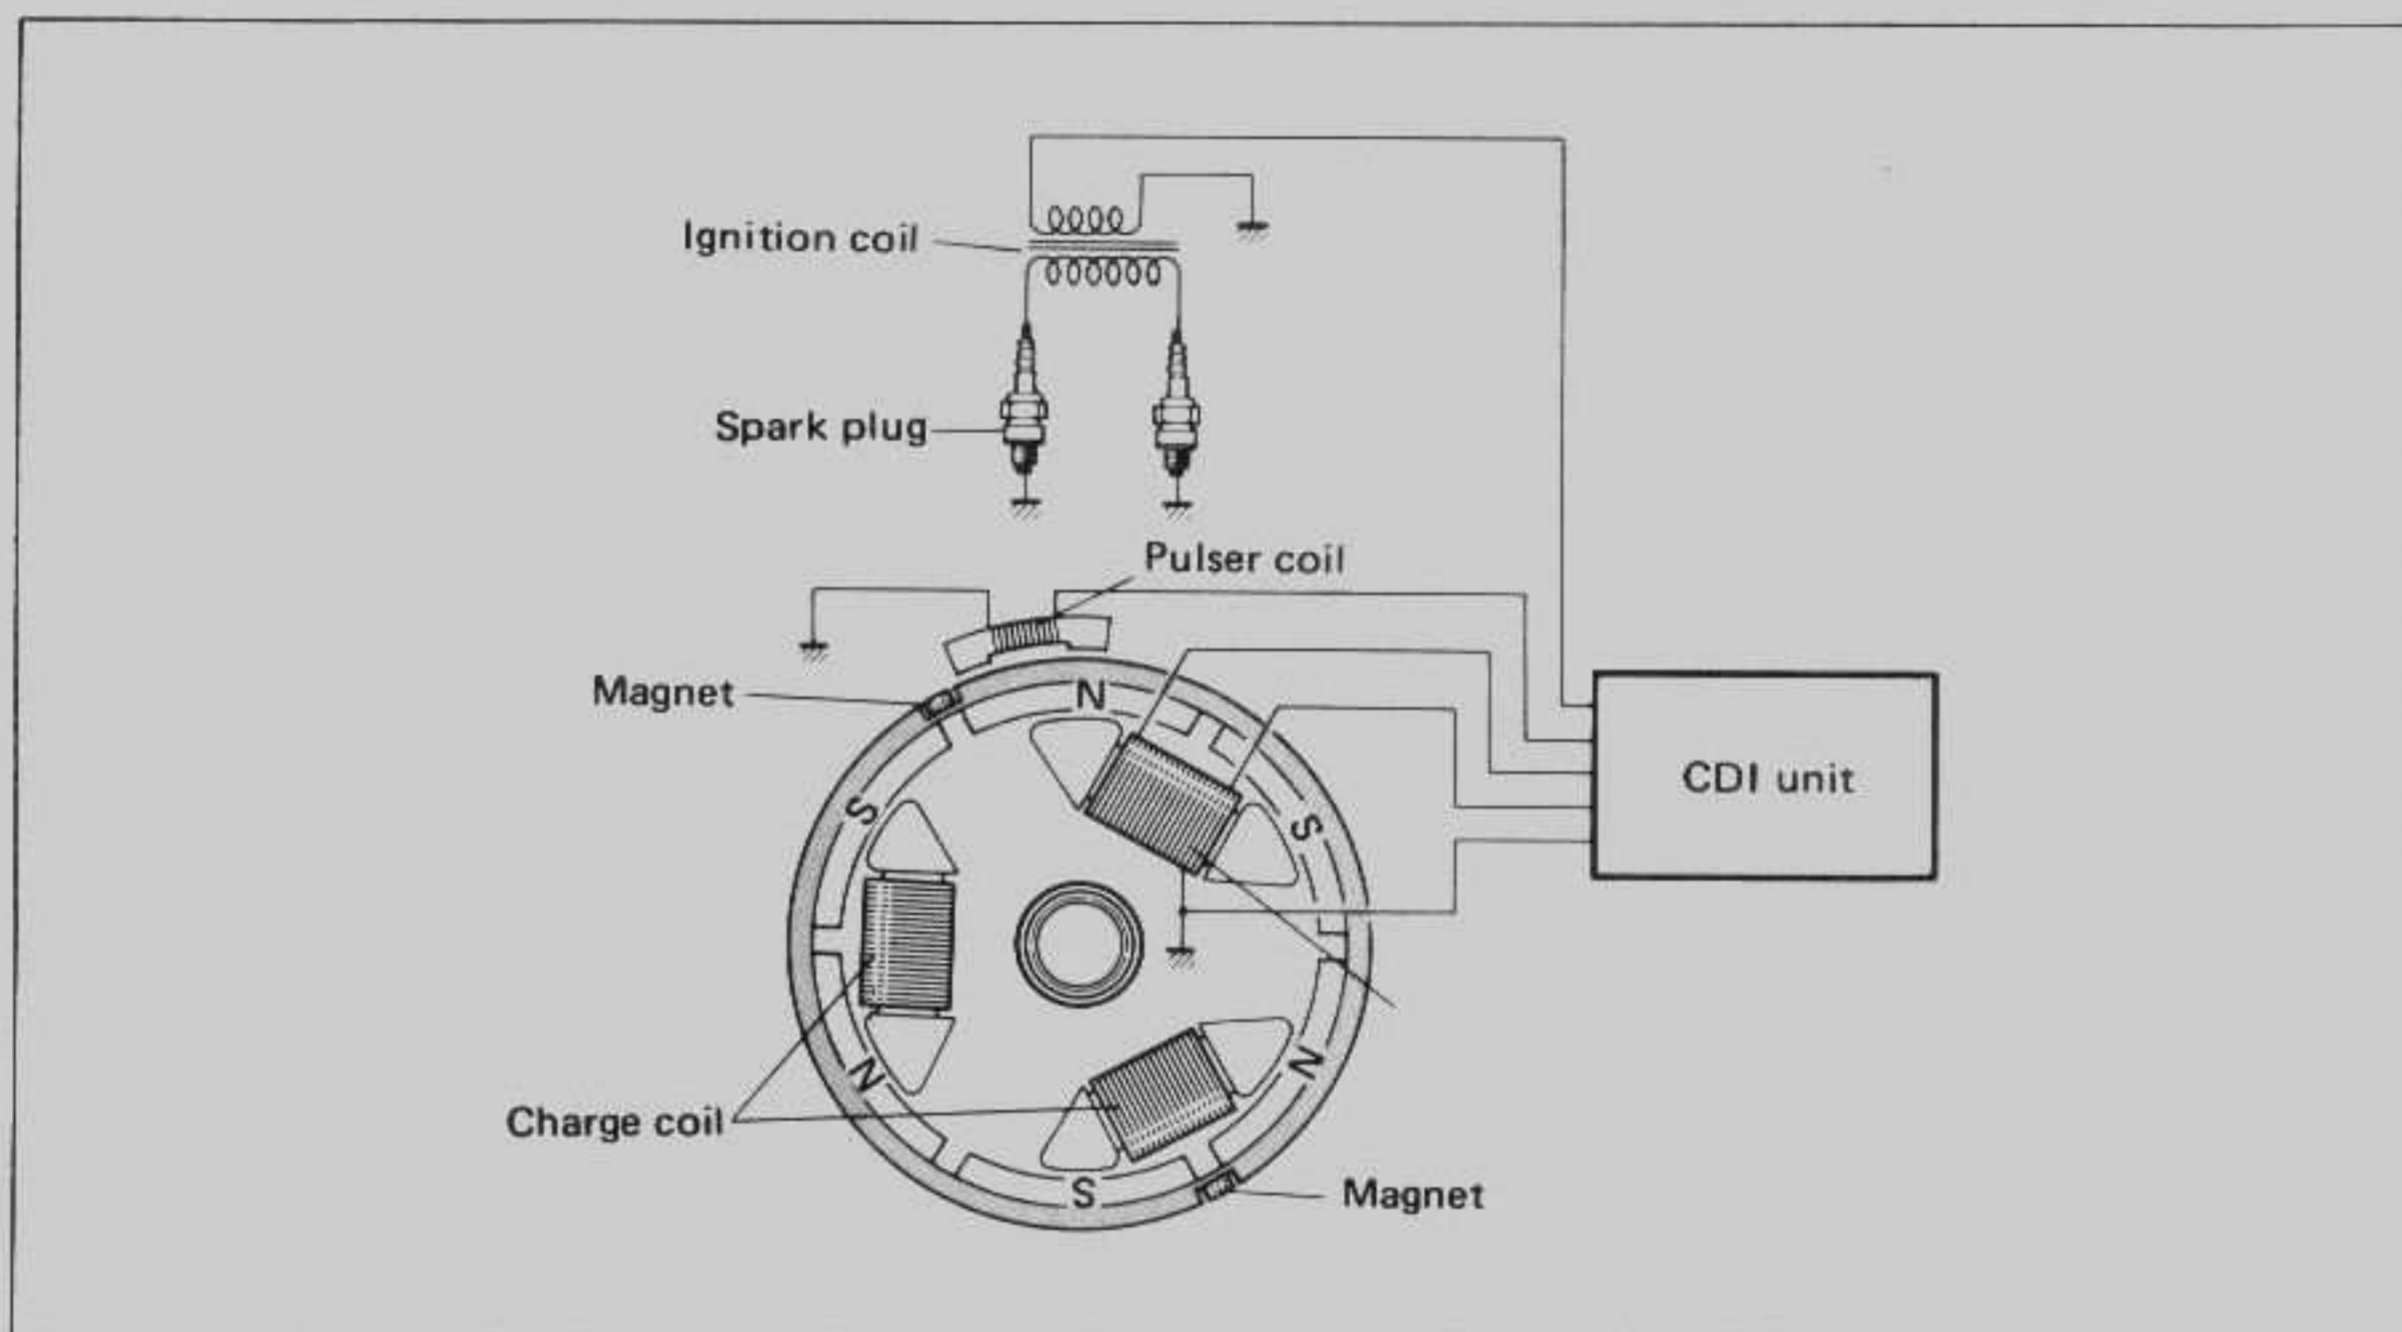 Ignition coil
Spark plug
Pulser coil
Magnet
N
S
S
CDI unit
N
N
Charge coil
S
Magnet